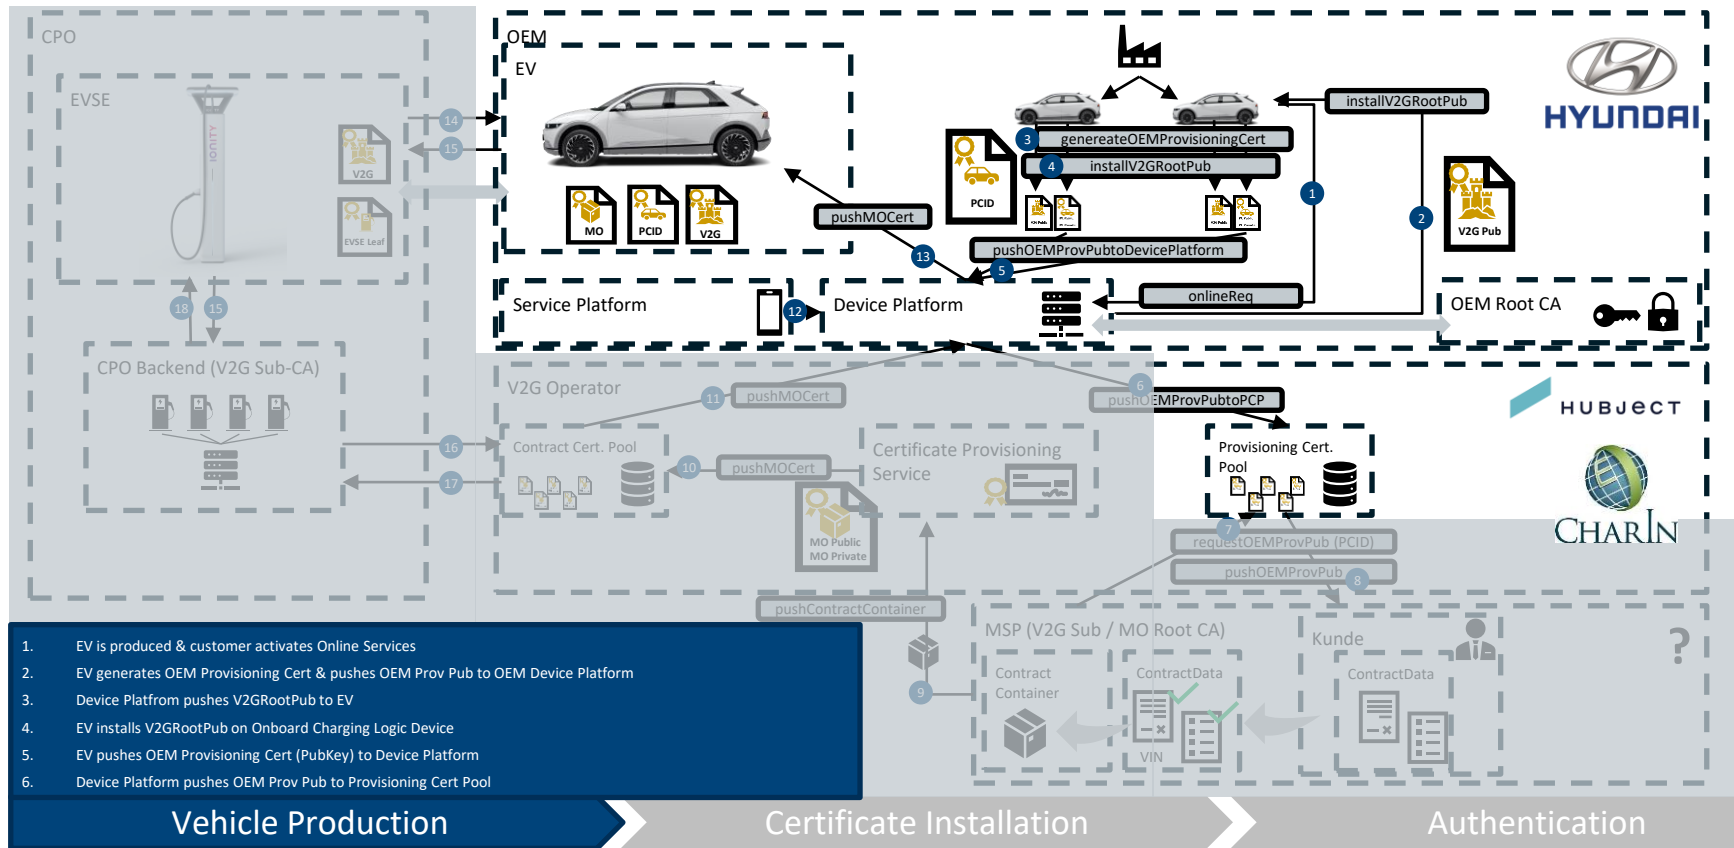 CPO
EVSE
IONITY
V2G
EVSE Leaf
14
15
18
15
CPO Backend (V2G Sub-CA)
16
17
OEM
EV
MO
PCID
V2G
pushMOCert
13
PCID
3
genereateOEMProvisioningCert
4
installV2GRootPub
pushOEMProvPubtoDevicePlatform
5
installV2GRootPub
1
2
onlineReq
HYUNDAI
V2G Pub
Service Platform
12
Device Platform
OEM Root CA
V2G Operator
11
pushMOCert
6
pushOEMProvPubtoPCP
Contract Cert. Pool
10
pushMOCert
Certificate Provisioning
Service
MO Public
MO Private
Provisioning Cert.
Pool
HUBJECT
CHARIN
7
requestOEMProvPub (PCID)
pushOEMProvPub
8
pushContractContainer
9
MSP (V2G Sub / MO Root CA)
Contract
Container
ContractData
VIN
Kunde
ContractData
?
1. EV is produced & customer activates Online Services
2. EV generates OEM Provisioning Cert & pushes OEM Prov Pub to OEM Device Platform
3. Device Platfrom pushes V2GRootPub to EV
4. EV installs V2GRootPub on Onboard Charging Logic Device
5. EV pushes OEM Provisioning Cert (PubKey) to Device Platform
6. Device Platform pushes OEM Prov Pub to Provisioning Cert Pool
Vehicle Production
Certificate Installation
Authentication